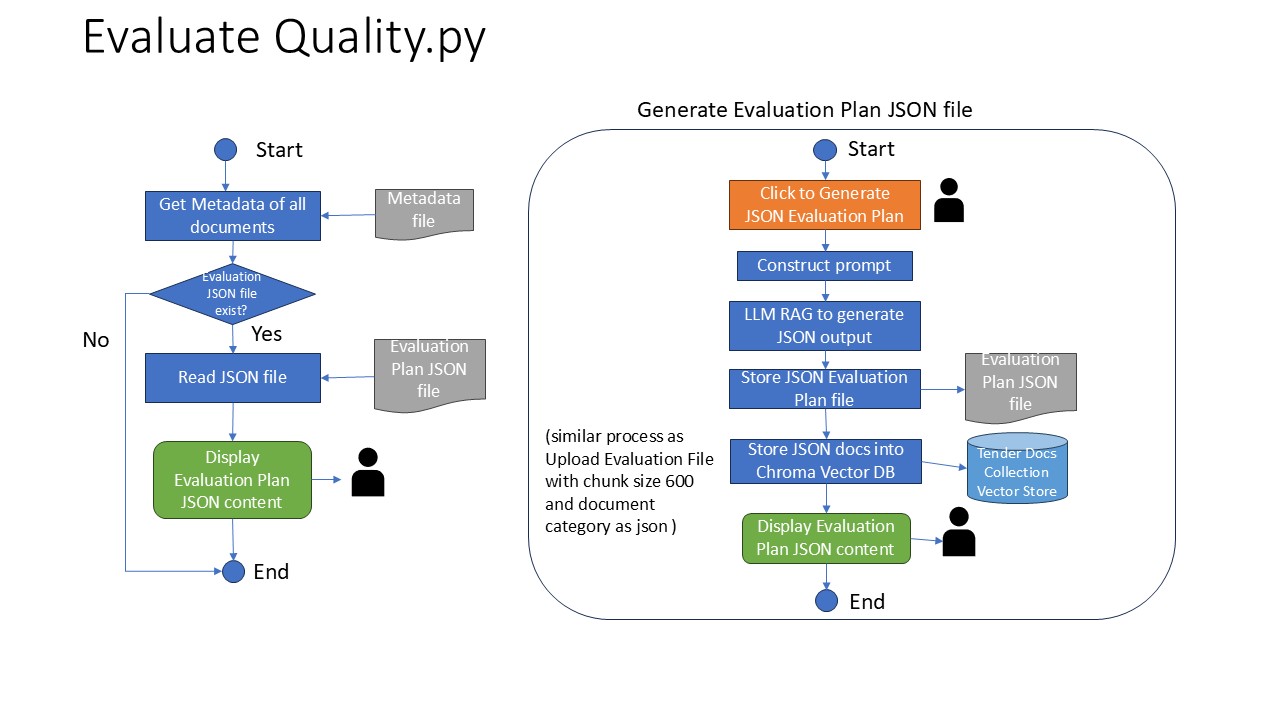 Evaluate Quality.py
Start
Get Metadata of all
documents
Metadata
file
Evaluation
JSON file
exist?
No
Yes
Read JSON file
Evaluation
Plan JSON
file
Display
Evaluation Plan
JSON content
End
Generate Evaluation Plan JSON file
Start
Click to Generate
JSON Evaluation Plan
Construct prompt
LLM RAG to generate
JSON output
Store JSON Evaluation
Plan file
Evaluation
Plan JSON
file
(similar process as
Upload Evaluation File
with chunk size 600
and document
category as json )
Store JSON docs into
Chroma Vector DB
Tender Docs
Collection
Vector Store
Display Evaluation
Plan JSON content
End